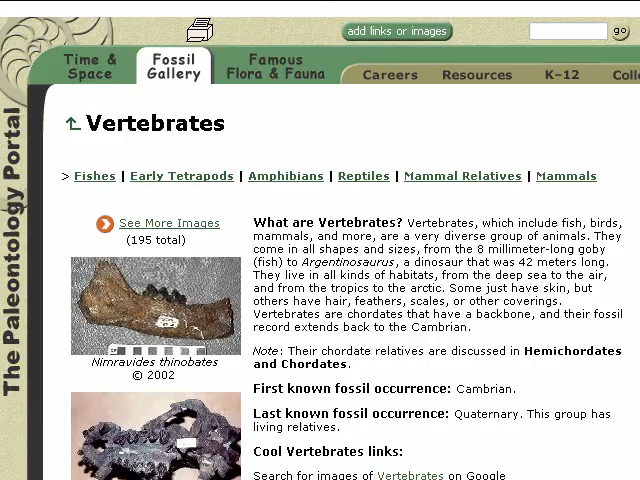 add links or images
go
Time & Space
Fossil Gallery
Famous Flora & Fauna
Careers
Resources
K-12
The Paleontology Portal
Vertebrates
> Fishes | Early Tetrapods | Amphibians | Reptiles | Mammal Relatives | Mammals
See More Images
(195 total)
Nimravides thinobates
© 2002
What are Vertebrates? Vertebrates, which include fish, birds,
mammals, and more, are a very diverse group of animals. They
come in all shapes and sizes, from the 8 millimeter-long goby
(fish) to Argentinosaurus, a dinosaur that was 42 meters long.
They live in all kinds of habitats, from the deep sea to the air,
and from the tropics to the arctic. Some just have skin, but
others have hair, feathers, scales, or other coverings.
Vertebrates are chordates that have a backbone, and their fossil
record extends back to the Cambrian.
Note: Their chordate relatives are discussed in Hemichordates
and Chordates.
First known fossil occurrence: Cambrian.
Last known fossil occurrence: Quaternary. This group has
living relatives.
Cool Vertebrates links:
Search for images of Vertebrates on Google